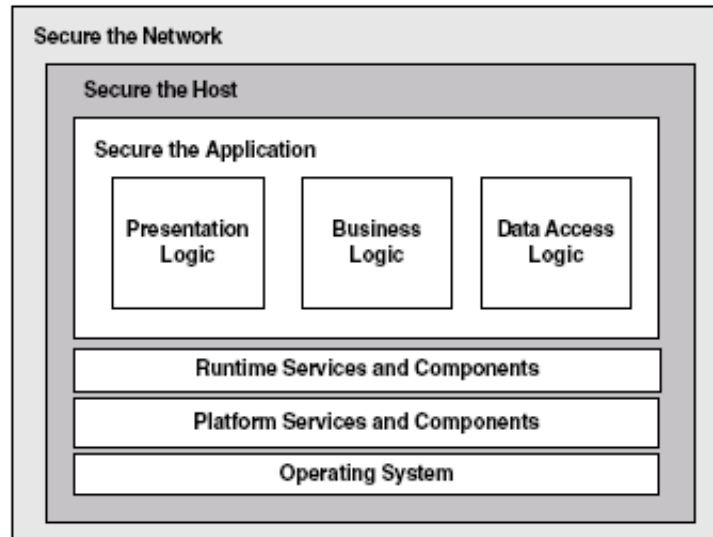 Secure the Network
Secure the Host
Secure the Application
Presentation
Logic
Business
Logic
Data Access
Logic
Runtime Services and Components
Platform Services and Components
Operating System